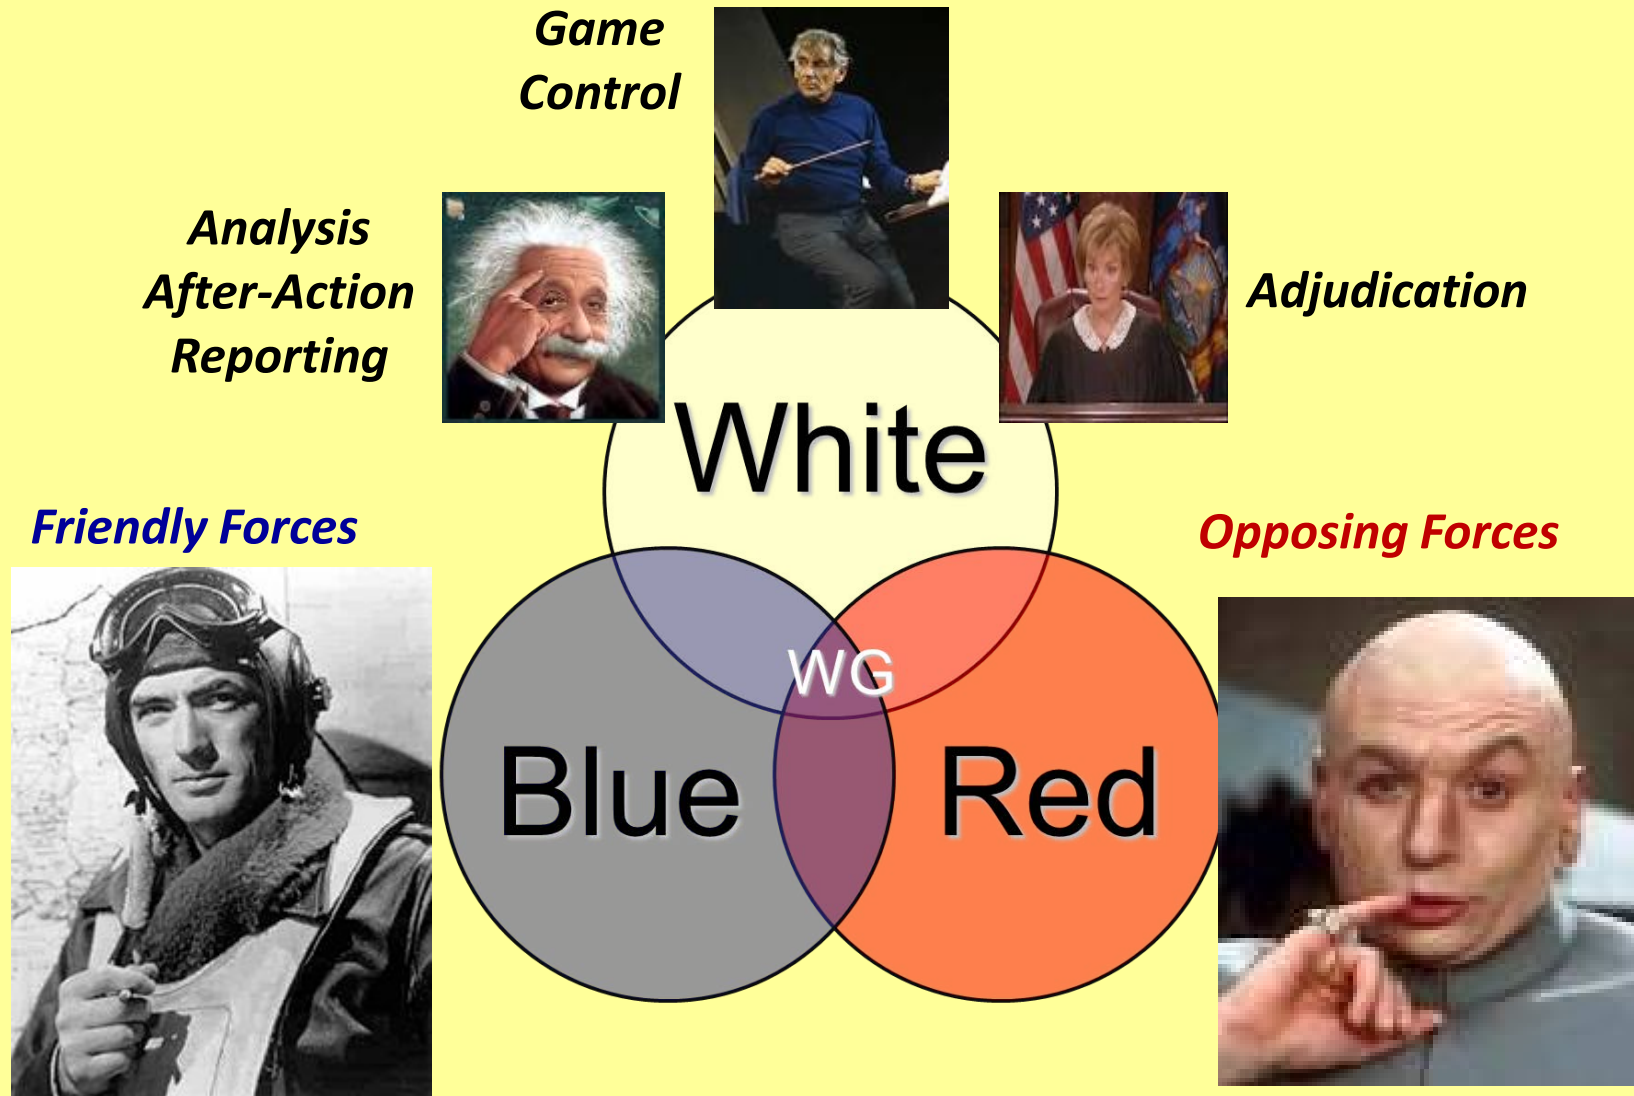 Game
Control
Analysis
After-Action
Reporting
Adjudication
White
Friendly Forces
Opposing Forces
WG
Blue
Red